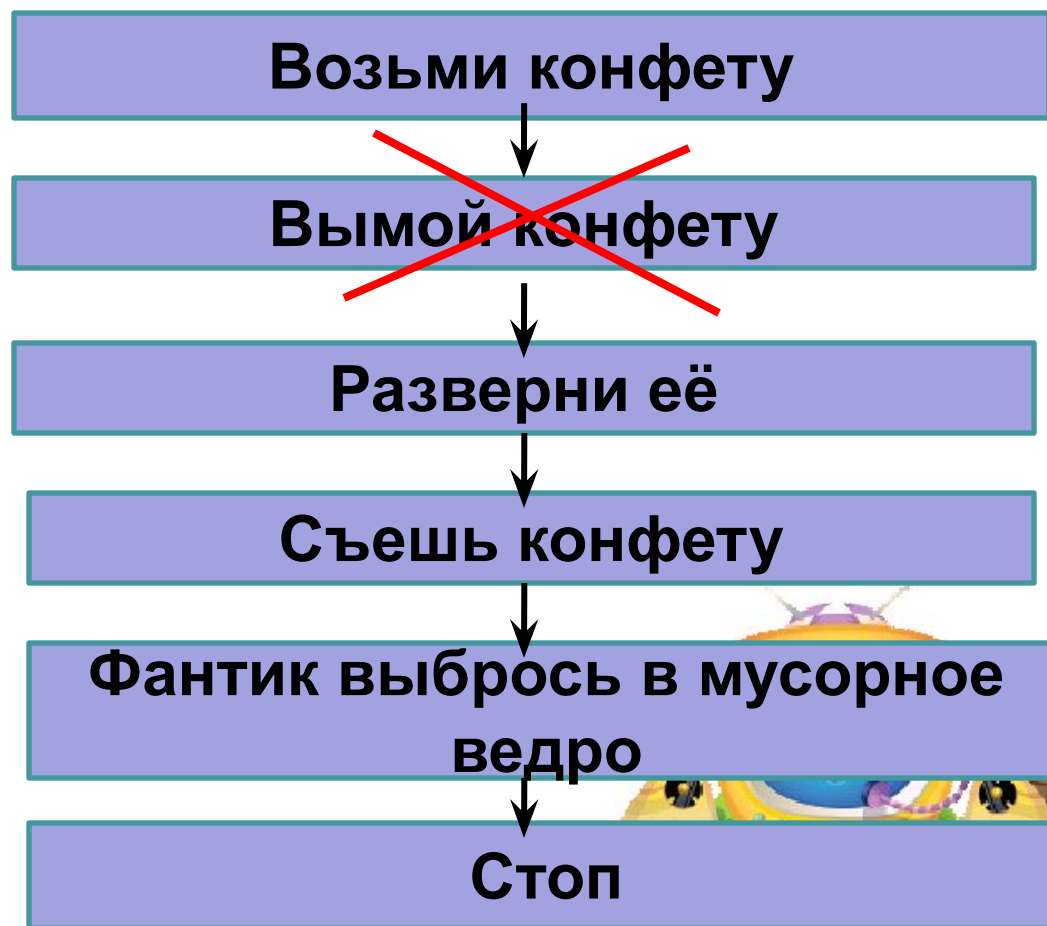 Возьми конфету
Вымой конфету
Разверни её
Съешь конфету
Фантик выбрось в мусорное
ведро
Стоп